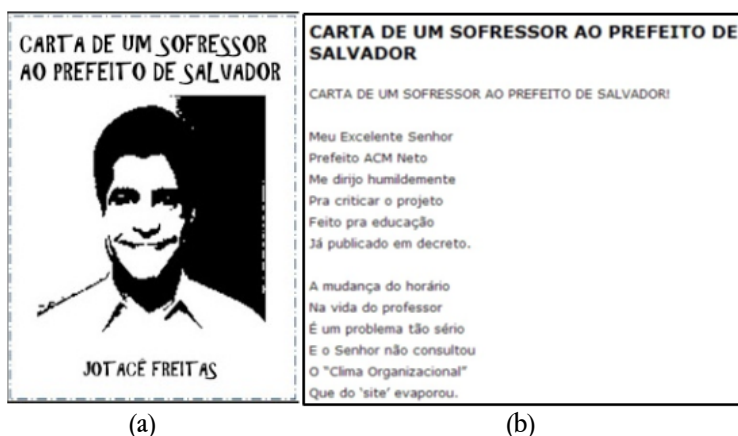 CARTA DE UM SOFRESSOR
AO PREFEITO DE SALVADOR
JOTACÊ FREITAS
(a)
CARTA DE UM SOFRESSOR AO PREFEITO DE
SALVADOR
CARTA DE UM SOFRESSOR AO PREFEITO DE SALVADOR!
Meu Excelente Senhor
Prefeito ACM Neto
Me dirijo humildemente
Pra criticar o projeto
Feito pra educação
Já publicado em decreto.
A mudança do horário
Na vida do professor
É um problema tão sério
E o Senhor não consultou
O "Clima Organizacional"
Que do 'site' evaporou.
(b)